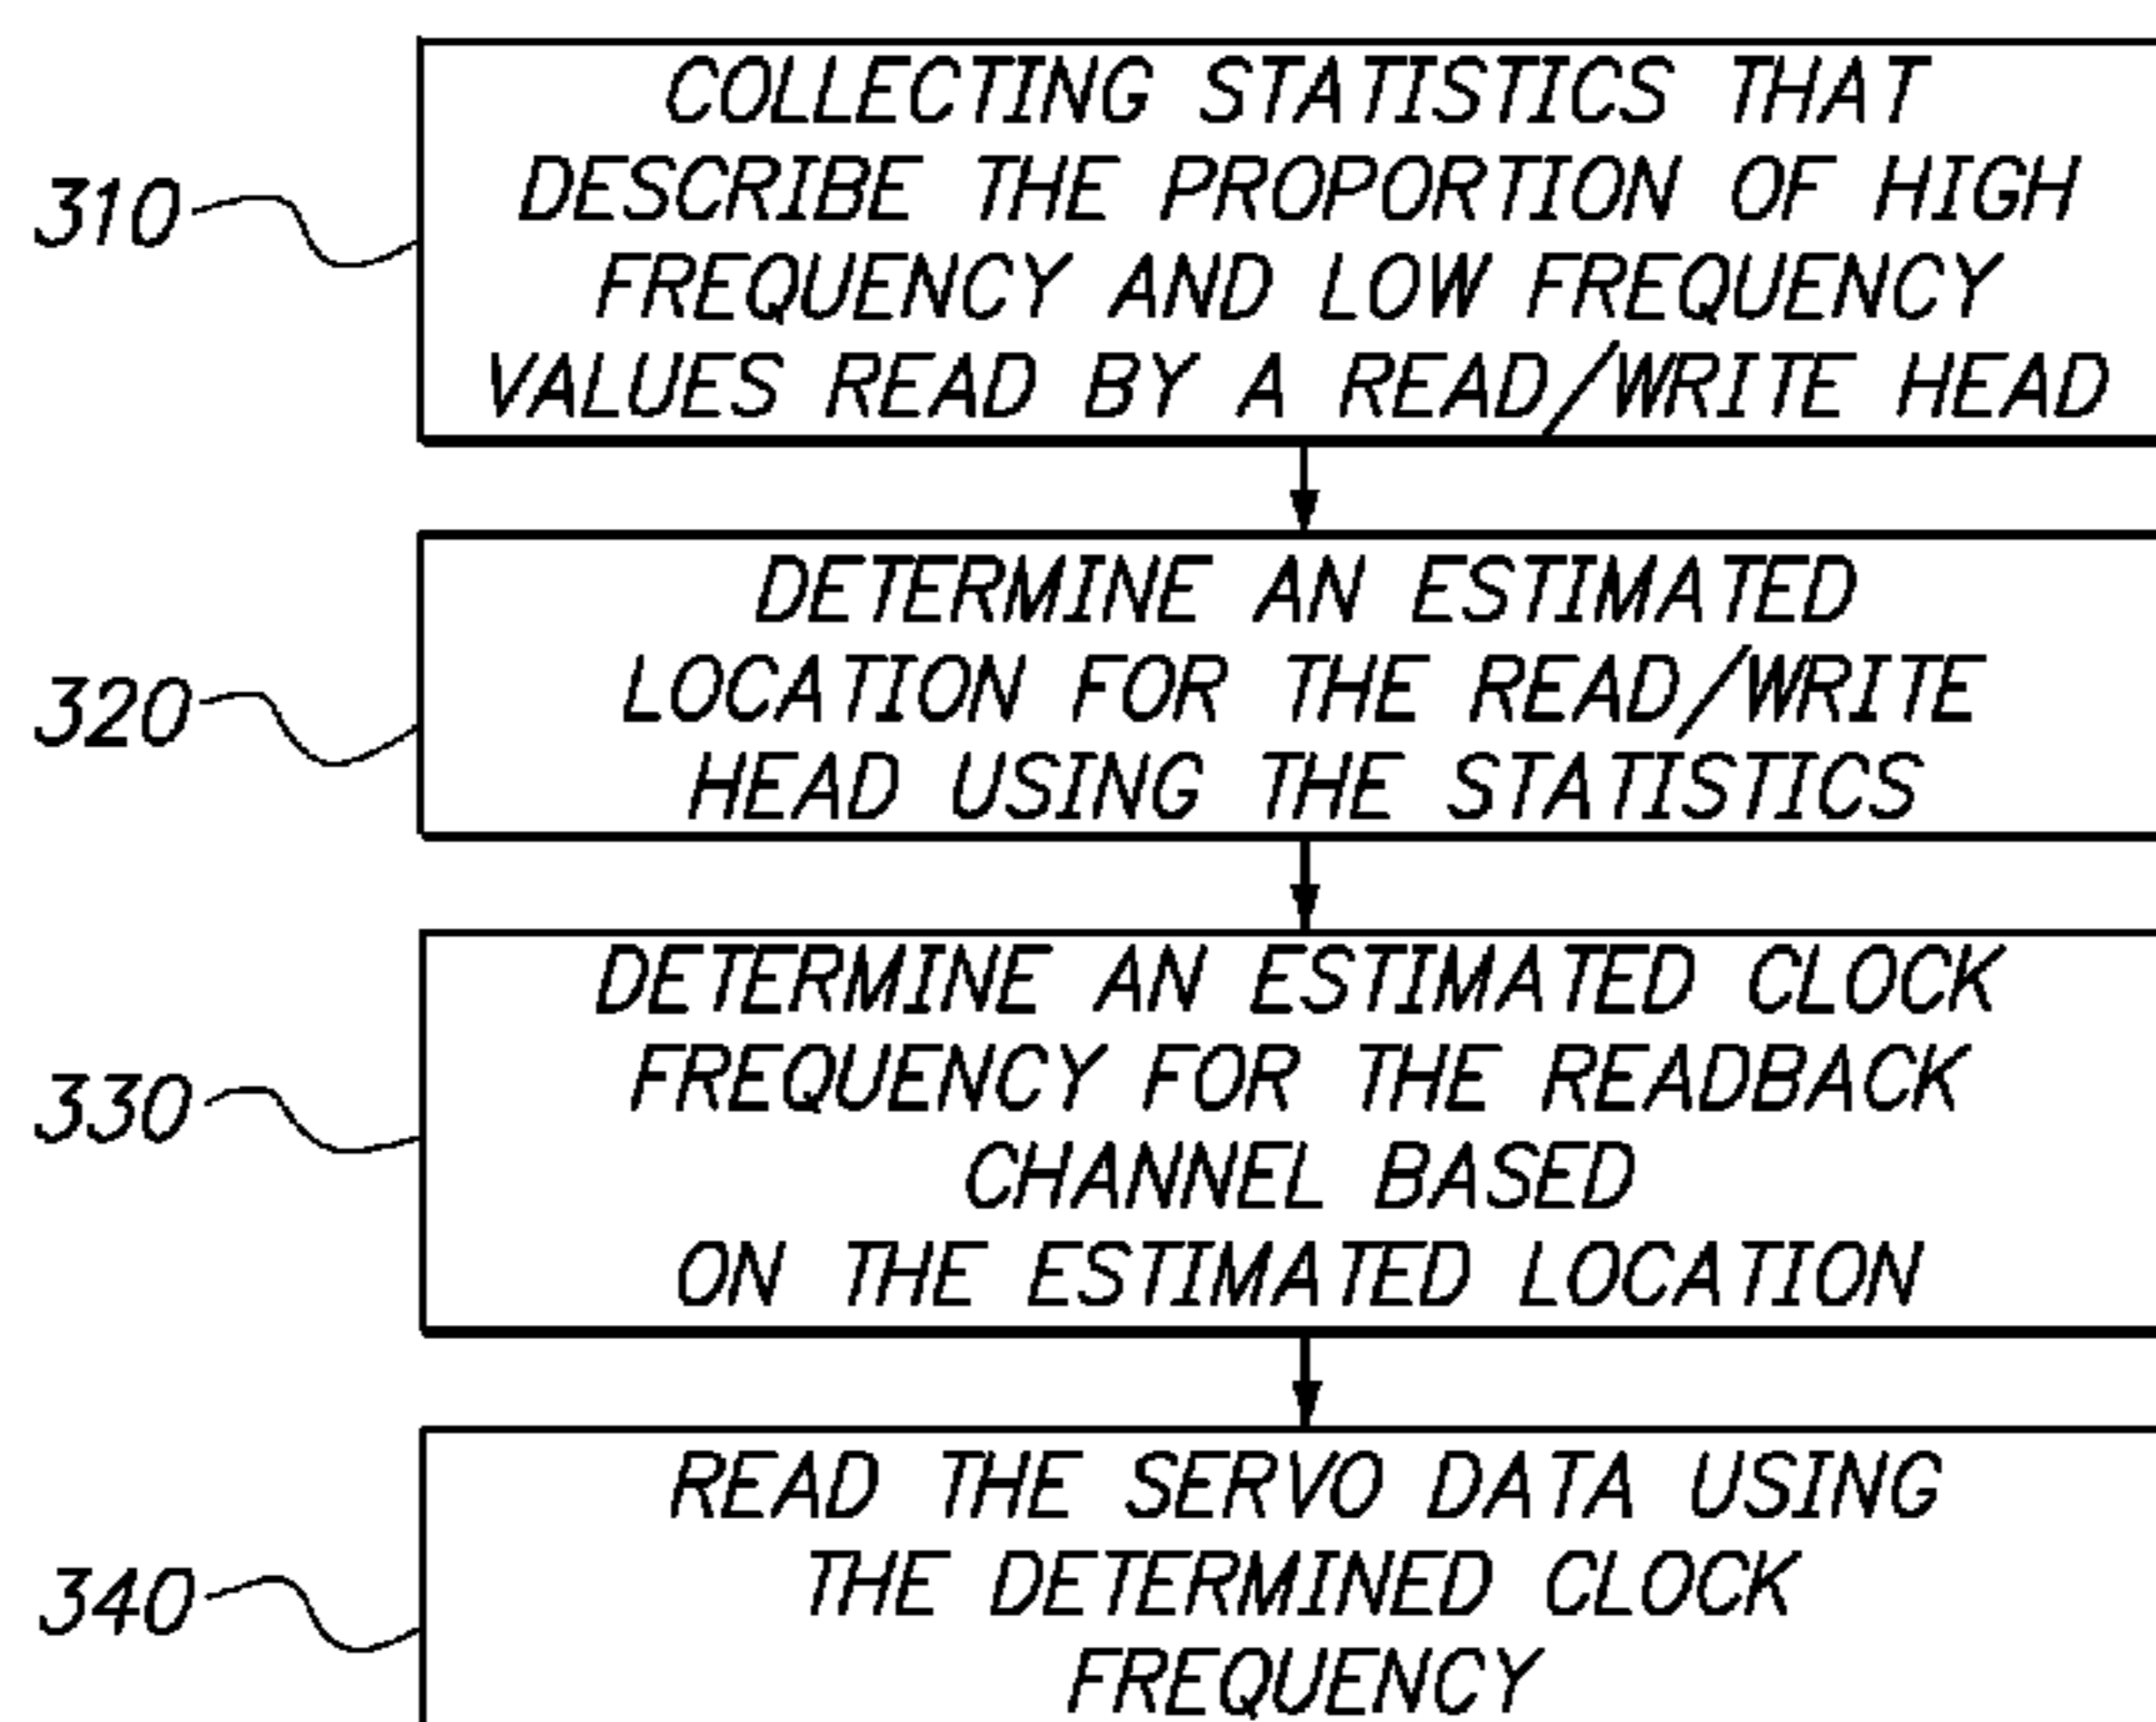 310
COLLECTING STATISTICS THAT
DESCRIBE THE PROPORTION OF HIGH
FREQUENCY AND LOW FREQUENCY
VALUES READ BY A READ/WRITE HEAD
320
DETERMINE AN ESTIMATED
LOCATION FOR THE READ/WRITE
HEAD USING THE STATISTICS
330
DETERMINE AN ESTIMATED CLOCK
FREQUENCY FOR THE READBACK
CHANNEL BASED
ON THE ESTIMATED LOCATION
340
READ THE SERVO DATA USING
THE DETERMINED CLOCK
FREQUENCY